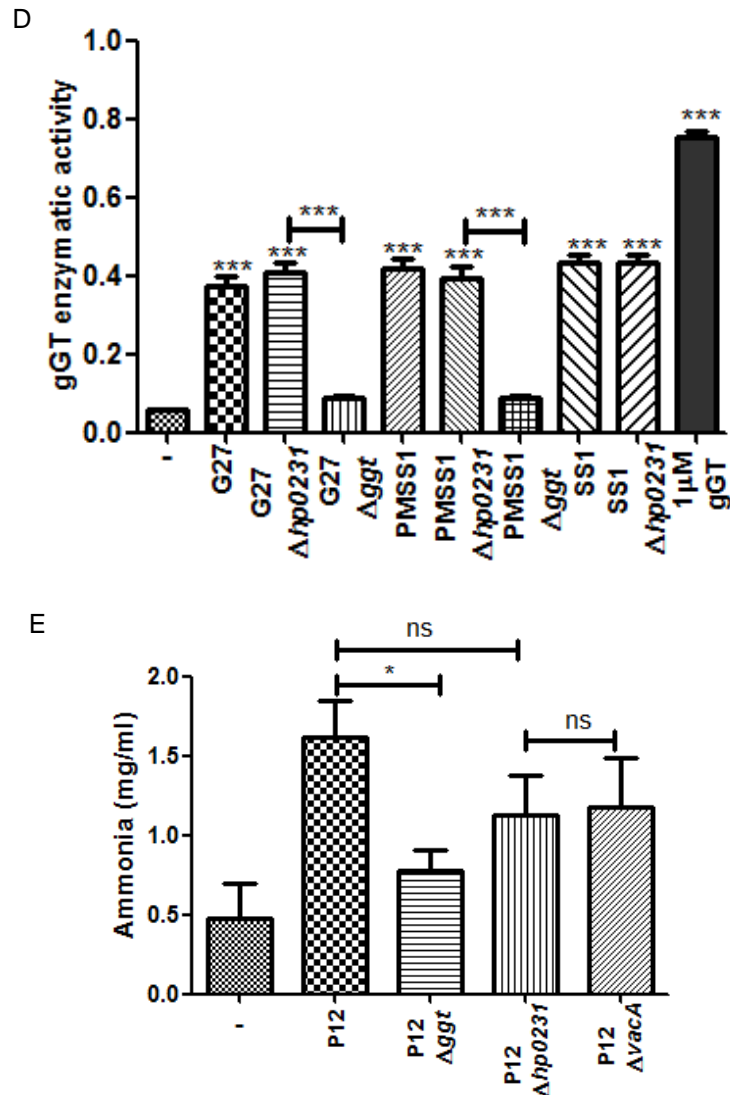 D
1.0
0.8
0.6
0.4
0.2
0.0
gGT enzymatic activity
***
***
***
***
***
***
***
***
***
-
G27
G27
Δhp0231
G27
Δggt
PMSS1
PMSS1
Δhp0231
PMSS1
Δggt
SS1
SS1
Δhp0231
1µM
gGT
E
ns
*
ns
2.0
1.5
1.0
0.5
0.0
Ammonia (mg/ml)
-
P12
P12
Δggt
P12
Δhp0231
P12
ΔvacA